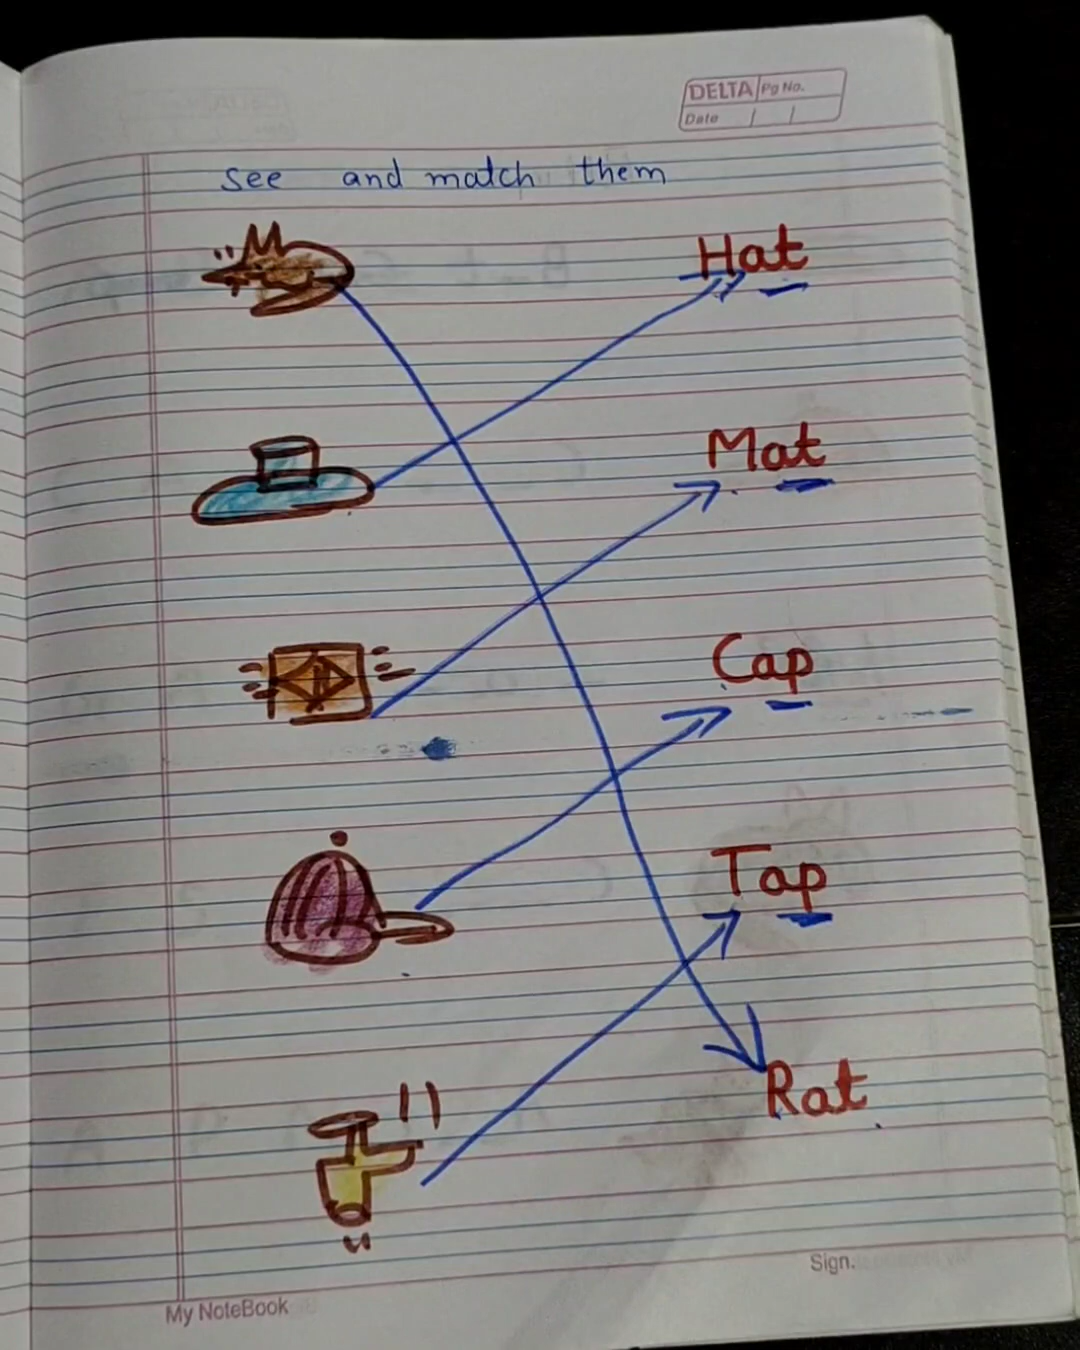 DELTA Pg No.
Date
see and match them
Hat
Mat
Cap
Tap
Rat
Sign.
My NoteBook